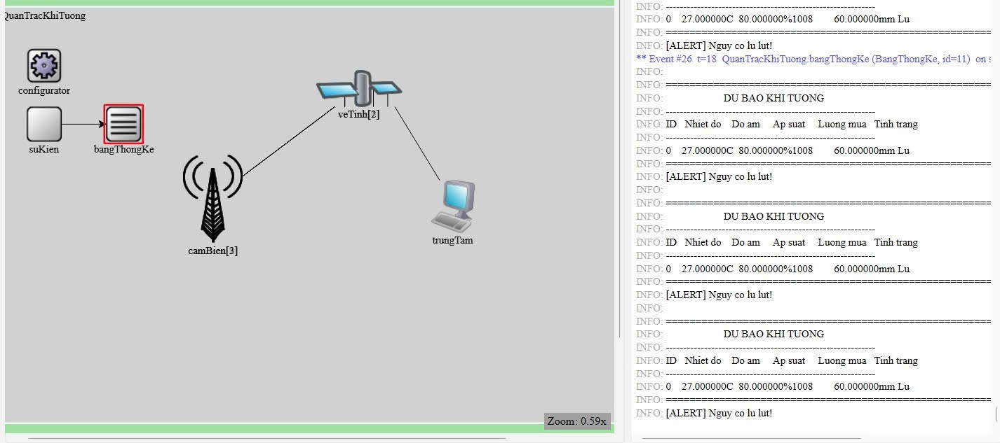 QuanTracKhiTuong
configurator
suKien
bangThongKe
veTinh[2]
camBien[3]
trungTam
Zoom: 0.59x
INFO: --------------------------------------------------------------
INFO: 0 27.000000C 80.000000%1008 60.000000mm Lu
INFO: ==========================================================
INFO: [ALERT] Nguy co lu lut!
** Event #26 t=18 QuanTracKhiTuong.bangThongKe (BangThongKe, id=11) on s
INFO:
INFO: ==========================================================
INFO: DU BAO KHI TUONG
INFO: --------------------------------------------------------------
INFO: ID Nhiet do Do am Ap suat Luong mua Tinh trang
INFO: --------------------------------------------------------------
INFO: 0 27.000000C 80.000000%1008 60.000000mm Lu
INFO: ==========================================================
INFO: [ALERT] Nguy co lu lut!
INFO:
INFO: ==========================================================
INFO: DU BAO KHI TUONG
INFO: --------------------------------------------------------------
INFO: ID Nhiet do Do am Ap suat Luong mua Tinh trang
INFO: --------------------------------------------------------------
INFO: 0 27.000000C 80.000000%1008 60.000000mm Lu
INFO: ==========================================================
INFO: [ALERT] Nguy co lu lut!
INFO:
INFO: ==========================================================
INFO: DU BAO KHI TUONG
INFO: --------------------------------------------------------------
INFO: ID Nhiet do Do am Ap suat Luong mua Tinh trang
INFO: --------------------------------------------------------------
INFO: 0 27.000000C 80.000000%1008 60.000000mm Lu
INFO: ==========================================================
INFO: [ALERT] Nguy co lu lut!